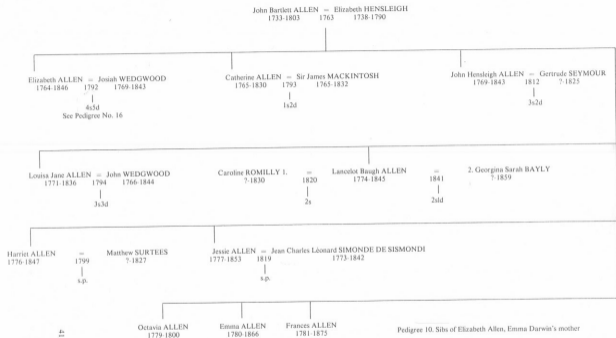 John Bartlett ALLEN = Elizabeth HENSLEIGH
1733-1803 1763 1738-1790
Elizabeth ALLEN = Josiah WEDGWOOD Catherine ALLEN = Sir James MACKINTOSH John Hensleigh ALLEN = Gertrude SEYMOUR
1764-1846 1792 1769-1843 1765-1830 1793 1765-1832 1769-1843 1812 ?-1825
4s5d 1s2d 3s2d
See Pedigree No. 16
Louisa Jane ALLEN = John WEDGWOOD Caroline ROMILLY 1. = Lancelot Baugh ALLEN = 2. Georgina Sarah BAYLY
1771-1836 1794 1766-1844 ?-1830 1820 1774-1845 1841 ?-1859
3s3d 2s 2s1d
Harriet ALLEN = Matthew SURTEES Jessie ALLEN = Jean Charles Léonard SIMONDE DE SISMONDI
1776-1847 1799 ?-1827 1777-1853 1819 1773-1842
s.p. s.p.
Octavia ALLEN Emma ALLEN Frances ALLEN Pedigree 10. Sibs of Elizabeth Allen, Emma Darwin's mother
1779-1800 1780-1866 1781-1875